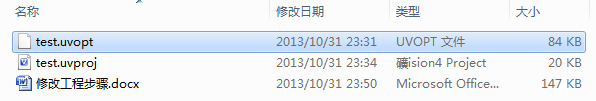 名称 修改日期 类型 大小
test.uvopt 2013/10/31 23:31 UVOPT 文件 84 KB
test.uvproj 2013/10/31 23:34 礦ision4 Project 20 KB
修改工程步骤.docx 2013/10/31 23:50 Microsoft Office... 147 KB